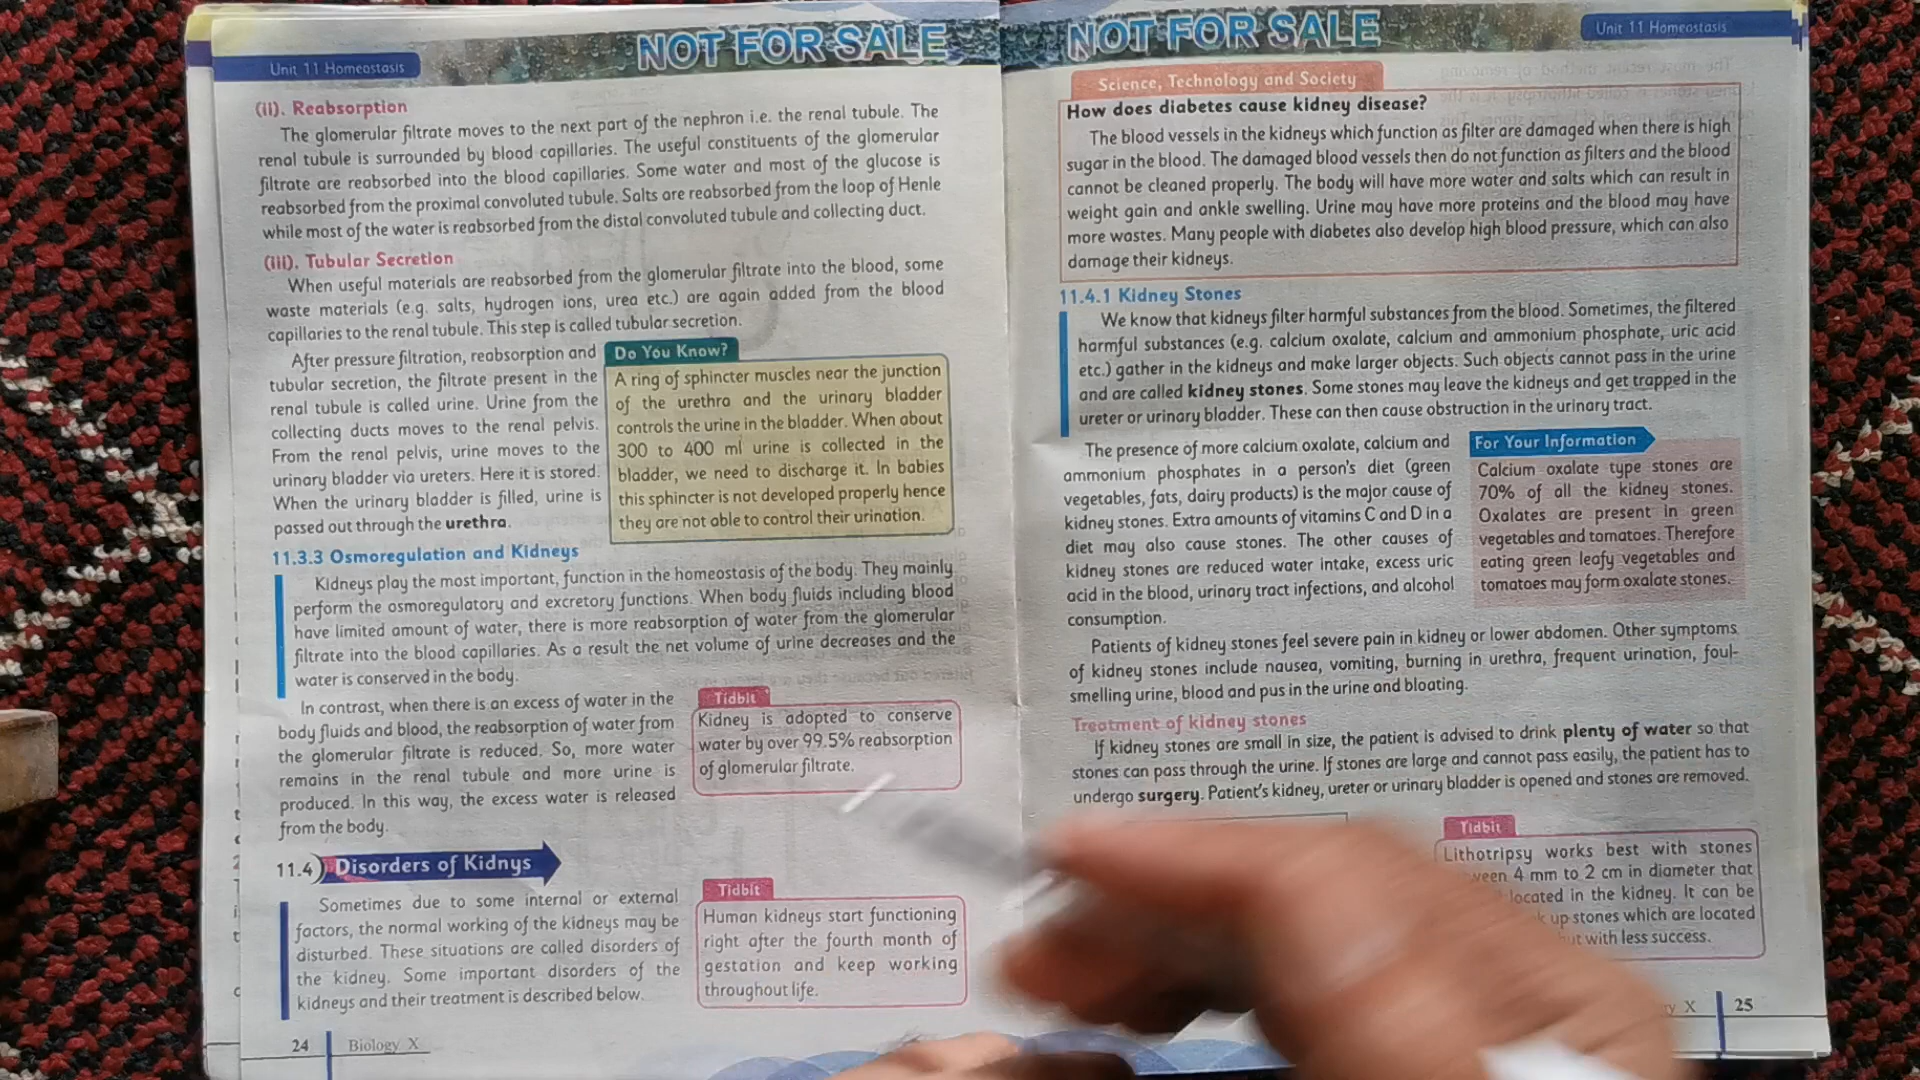 NOT FOR SALE
Unit 11 Homeostasis
(ii). Reabsorption
The glomerular filtrate moves to the next part of the nephron i.e. the renal tubule. The
renal tubule is surrounded by blood capillaries. The useful constituents of the glomerular
filtrate are reabsorbed into the blood capillaries. Some water and most of the glucose is
reabsorbed from the proximal convoluted tubule. Salts are reabsorbed from the loop of Henle
while most of the water is reabsorbed from the distal convoluted tubule and collecting duct.
(iii). Tubular Secretion
When useful materials are reabsorbed from the glomerular filtrate into the blood, some
waste materials (e.g. salts, hydrogen ions, urea etc.) are again added from the blood
capillaries to the renal tubule. This step is called tubular secretion.
After pressure filtration, reabsorption and
tubular secretion, the filtrate present in the
renal tubule is called urine. Urine from the
collecting ducts moves to the renal pelvis.
From the renal pelvis, urine moves to the
urinary bladder via ureters. Here it is stored.
When the urinary bladder is filled, urine is
passed out through the urethra.
Do You Know?
A ring of sphincter muscles near the junction
of the urethra and the urinary bladder
controls the urine in the bladder. When about
300 to 400 ml urine is collected in the
bladder, we need to discharge it. In babies
this sphincter is not developed properly hence
they are not able to control their urination.
11.3.3 Osmoregulation and Kidneys
Kidneys play the most important, function in the homeostasis of the body. They mainly
perform the osmoregulatory and excretory functions. When body fluids including blood
have limited amount of water, there is more reabsorption of water from the glomerular
filtrate into the blood capillaries. As a result the net volume of urine decreases and the
water is conserved in the body.
In contrast, when there is an excess of water in the
body fluids and blood, the reabsorption of water from
the glomerular filtrate is reduced. So, more water
remains in the renal tubule and more urine is
produced. In this way, the excess water is released
from the body.
Tidbit
Kidney is adopted to conserve
water by over 99.5% reabsorption
of glomerular filtrate.
11.4) Disorders of Kidnys
Sometimes due to some internal or external
factors, the normal working of the kidneys may be
disturbed. These situations are called disorders of
the kidney. Some important disorders of the
kidneys and their treatment is described below.
Tidbit
Human kidneys start functioning
right after the fourth month of
gestation and keep working
throughout life.
24 Biology X
NOT FOR SALE
Unit 11 Homeostasis
Science, Technology and Society
How does diabetes cause kidney disease?
The blood vessels in the kidneys which function as filter are damaged when there is high
sugar in the blood. The damaged blood vessels then do not function as filters and the blood
cannot be cleaned properly. The body will have more water and salts which can result in
weight gain and ankle swelling. Urine may have more proteins and the blood may have
more wastes. Many people with diabetes also develop high blood pressure, which can also
damage their kidneys.
11.4.1 Kidney Stones
We know that kidneys filter harmful substances from the blood. Sometimes, the filtered
harmful substances (e.g. calcium oxalate, calcium and ammonium phosphate, uric acid
etc.) gather in the kidneys and make larger objects. Such objects cannot pass in the urine
and are called kidney stones. Some stones may leave the kidneys and get trapped in the
ureter or urinary bladder. These can then cause obstruction in the urinary tract.
The presence of more calcium oxalate, calcium and
ammonium phosphates in a person's diet (green
vegetables, fats, dairy products) is the major cause of
kidney stones. Extra amounts of vitamins C and D in a
diet may also cause stones. The other causes of
kidney stones are reduced water intake, excess uric
acid in the blood, urinary tract infections, and alcohol
consumption.
For Your Information
Calcium oxalate type stones are
70% of all the kidney stones.
Oxalates are present in green
vegetables and tomatoes. Therefore
eating green leafy vegetables and
tomatoes may form oxalate stones.
Patients of kidney stones feel severe pain in kidney or lower abdomen. Other symptoms
of kidney stones include nausea, vomiting, burning in urethra, frequent urination, foul-
smelling urine, blood and pus in the urine and bloating.
Treatment of kidney stones
If kidney stones are small in size, the patient is advised to drink plenty of water so that
stones can pass through the urine. If stones are large and cannot pass easily, the patient has to
undergo surgery. Patient's kidney, ureter or urinary bladder is opened and stones are removed.
Tidbit
Lithotripsy works best with stones
4 mm to 2 cm in diameter that
located in the kidney. It can be
up stones which are located
with less success.
X 25